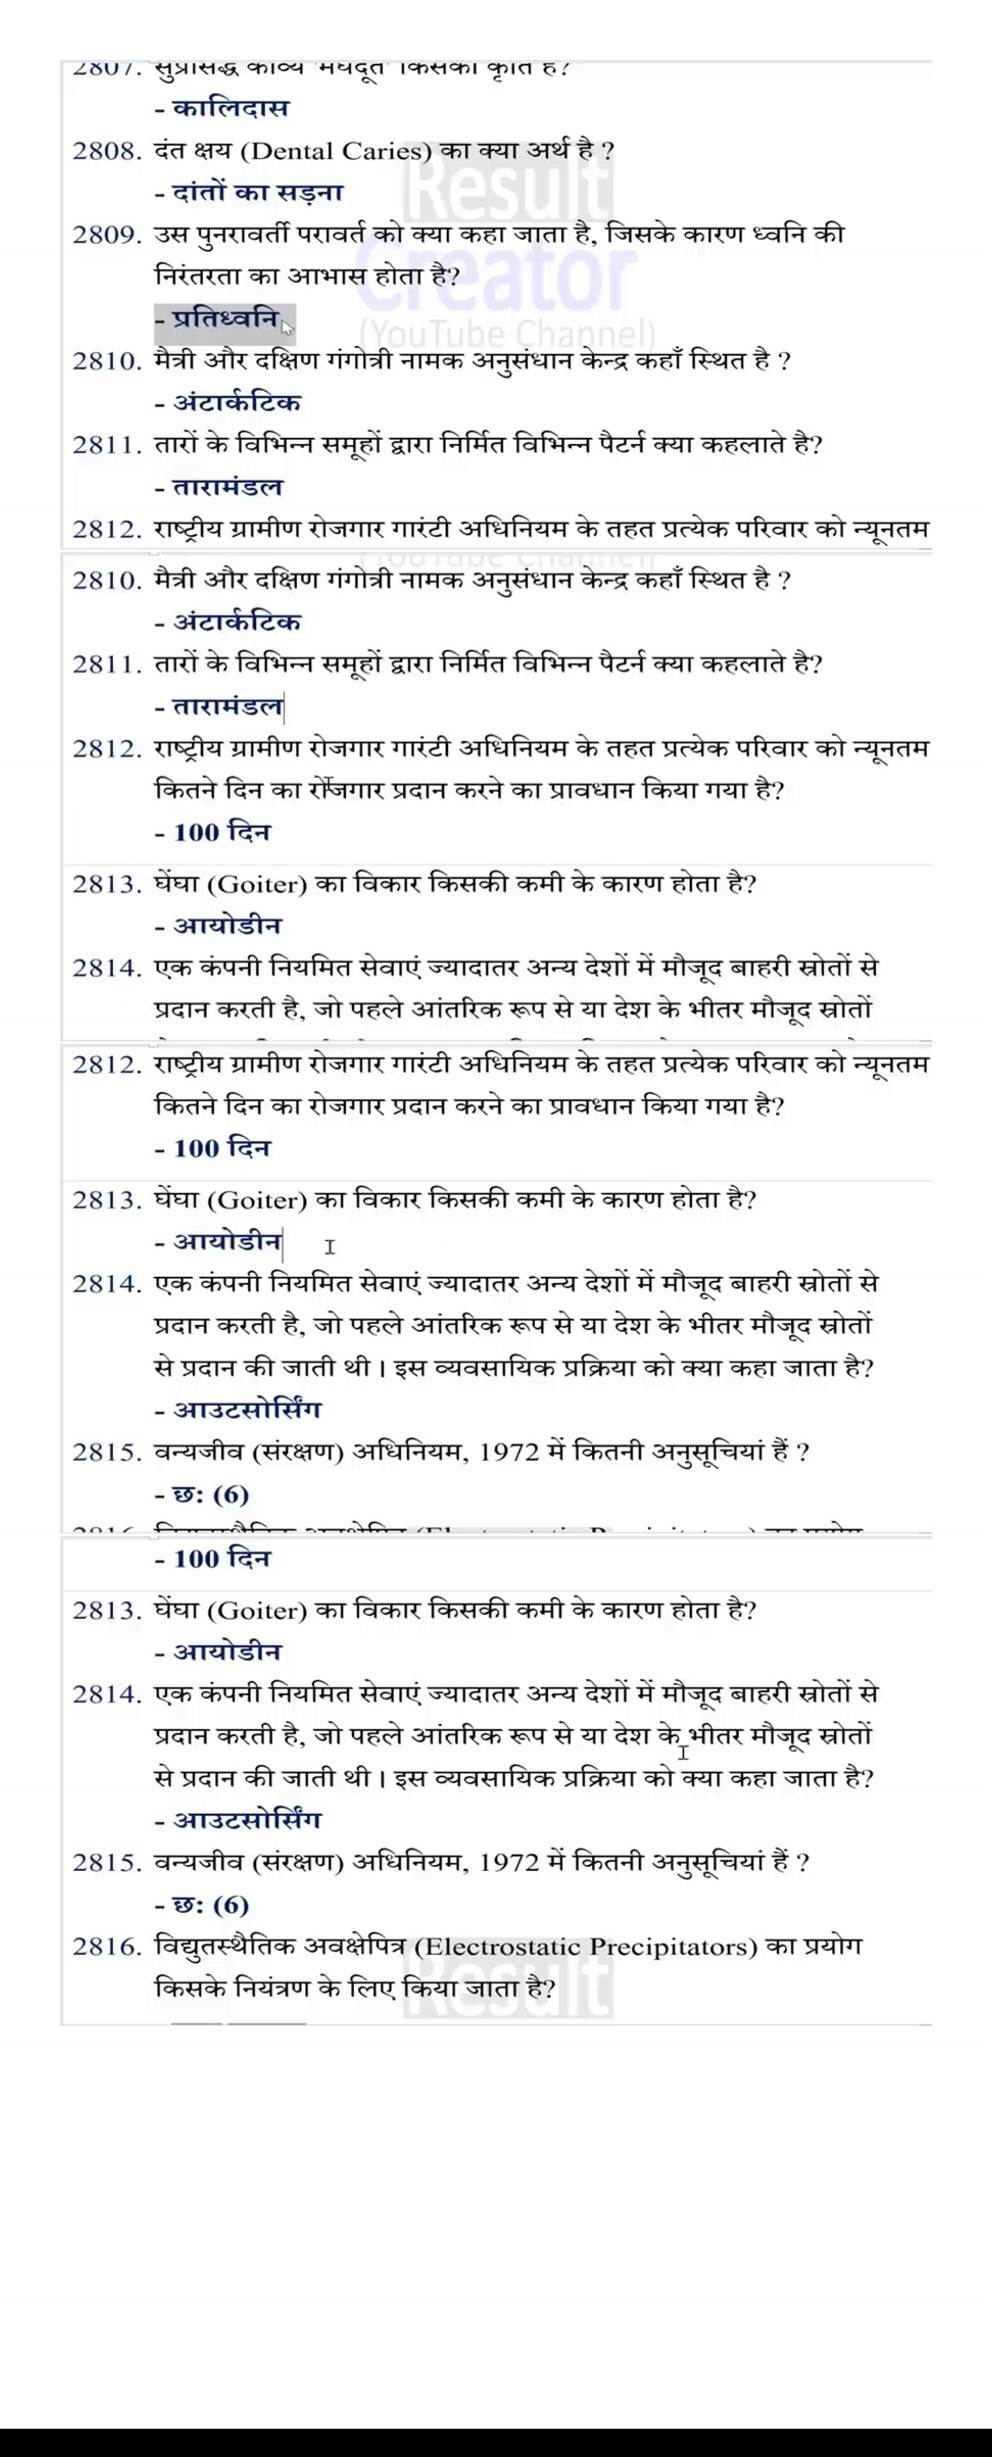 2807. सुप्रसिद्ध काव्य 'मेघदूत' किसकी कृति है?
- कालिदास
2808. दंत क्षय (Dental Caries) का क्या अर्थ है ?
- दांतों का सड़ना
2809. उस पुनरावर्ती परावर्त को क्या कहा जाता है, जिसके कारण ध्वनि की
निरंतरता का आभास होता है?
- प्रतिध्वनि
Result
Creator
(YouTube Channel)
2810. मैत्री और दक्षिण गंगोत्री नामक अनुसंधान केन्द्र कहाँ स्थित है ?
- अंटार्कटिक
2811. तारों के विभिन्न समूहों द्वारा निर्मित विभिन्न पैटर्न क्या कहलाते है?
- तारामंडल
2812. राष्ट्रीय ग्रामीण रोजगार गारंटी अधिनियम के तहत प्रत्येक परिवार को न्यूनतम
2810. मैत्री और दक्षिण गंगोत्री नामक अनुसंधान केन्द्र कहाँ स्थित है ?
- अंटार्कटिक
2811. तारों के विभिन्न समूहों द्वारा निर्मित विभिन्न पैटर्न क्या कहलाते है?
- तारामंडल
2812. राष्ट्रीय ग्रामीण रोजगार गारंटी अधिनियम के तहत प्रत्येक परिवार को न्यूनतम
कितने दिन का रोजगार प्रदान करने का प्रावधान किया गया है?
- 100 दिन
2813. घेंघा (Goiter) का विकार किसकी कमी के कारण होता है?
- आयोडीन
2814. एक कंपनी नियमित सेवाएं ज्यादातर अन्य देशों में मौजूद बाहरी स्रोतों से
प्रदान करती है, जो पहले आंतरिक रूप से या देश के भीतर मौजूद स्रोतों
2812. राष्ट्रीय ग्रामीण रोजगार गारंटी अधिनियम के तहत प्रत्येक परिवार को न्यूनतम
कितने दिन का रोजगार प्रदान करने का प्रावधान किया गया है?
- 100 दिन
2813. घेंघा (Goiter) का विकार किसकी कमी के कारण होता है?
- आयोडीन
2814. एक कंपनी नियमित सेवाएं ज्यादातर अन्य देशों में मौजूद बाहरी स्रोतों से
प्रदान करती है, जो पहले आंतरिक रूप से या देश के भीतर मौजूद स्रोतों
से प्रदान की जाती थी। इस व्यवसायिक प्रक्रिया को क्या कहा जाता है?
- आउटसोर्सिंग
2815. वन्यजीव (संरक्षण) अधिनियम, 1972 में कितनी अनुसूचियां हैं ?
- छः (6)
- 100 दिन
2813. घेंघा (Goiter) का विकार किसकी कमी के कारण होता है?
- आयोडीन
2814. एक कंपनी नियमित सेवाएं ज्यादातर अन्य देशों में मौजूद बाहरी स्रोतों से
प्रदान करती है, जो पहले आंतरिक रूप से या देश के भीतर मौजूद स्रोतों
से प्रदान की जाती थी। इस व्यवसायिक प्रक्रिया को क्या कहा जाता है?
- आउटसोर्सिंग
2815. वन्यजीव (संरक्षण) अधिनियम, 1972 में कितनी अनुसूचियां हैं ?
- छः (6)
2816. विद्युतस्थैतिक अवक्षेपित्र (Electrostatic Precipitators) का प्रयोग
किसके नियंत्रण के लिए किया जाता है?
Result